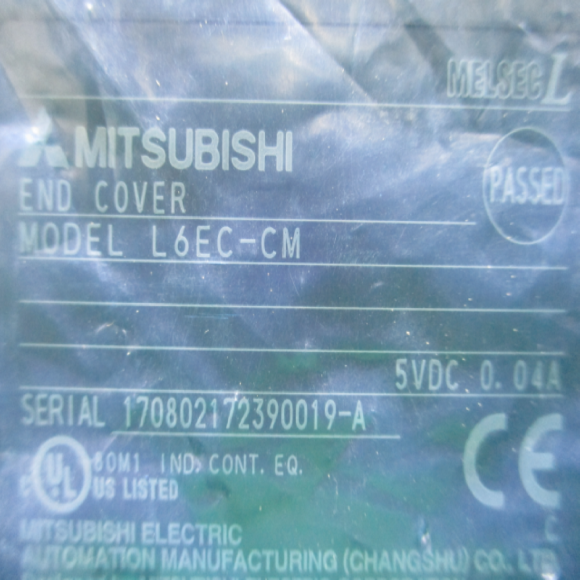 MELSEC L
MITSUBISHI
END COVER
PASSED
MODEL L6EC-CM
5VDC 0.04A
SERIAL 170802172390019-A
UL 80M1 IND. CONT. EQ.
US LISTED
CE
MITSUBISHI ELECTRIC
AUTOMATION MANUFACTURING (CHANGSHU) CO., LTD